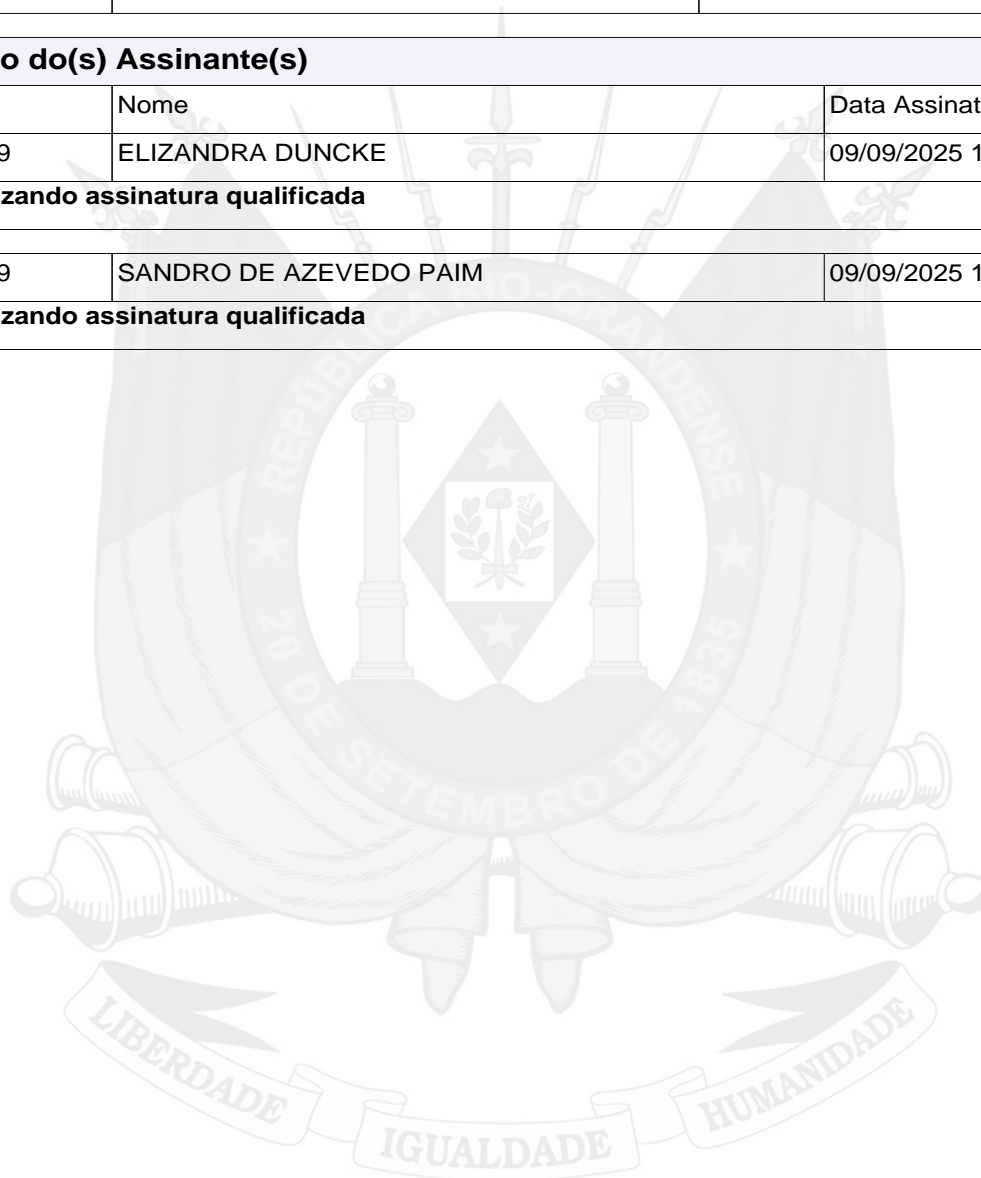 o do(s) Assinante(s)
Nome Data Assinat
9 ELIZANDRA DUNCKE 09/09/2025 1
zando assinatura qualificada
9 SANDRO DE AZEVEDO PAIM 09/09/2025 1
zando assinatura qualificada
REPÚBLICA RIO-GRANDENSE
20 DE SETEMBRO DE 1835
LIBERDADE IGUALDADE HUMANIDADE